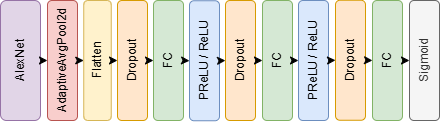 AlexNet
AdaptiveAvgPool2d
Flatten
Dropout
FC
PReLU / ReLU
Dropout
FC
PReLU / ReLU
Dropout
FC
Sigmoid